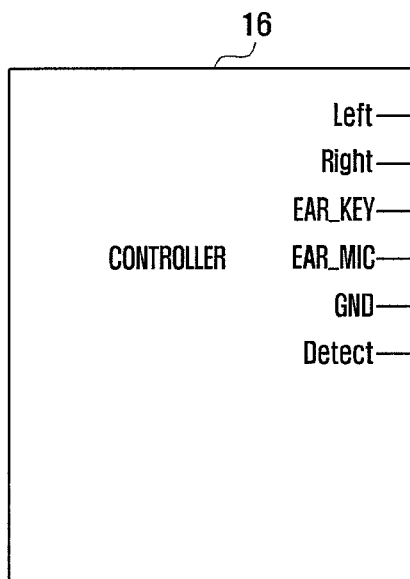 16
Left
Right
EAR_KEY
CONTROLLER EAR_MIC
GND
Detect